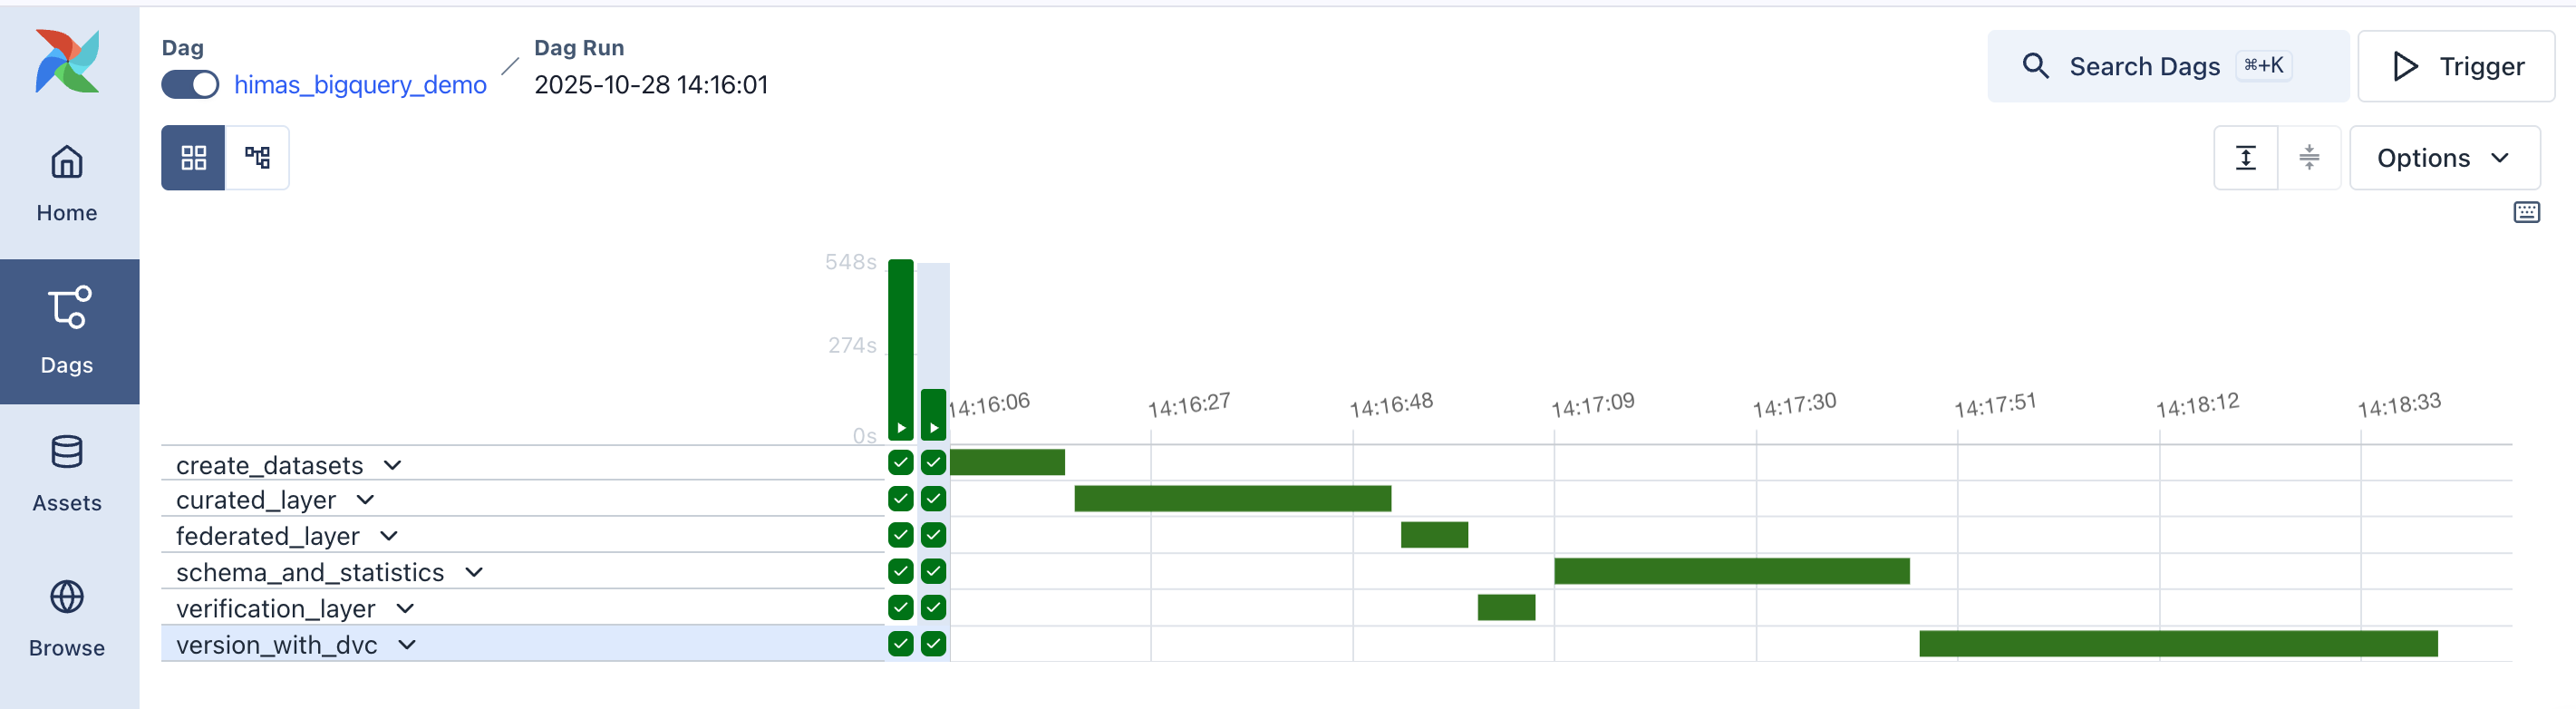 Dag
himas_bigquery_demo
/
Dag Run
2025-10-28 14:16:01
Search Dags ⌘+K
Trigger
Home
Dags
Assets
Browse
Options
548s
274s
0s
14:16:06 14:16:27 14:16:48 14:17:09 14:17:30 14:17:51 14:18:12 14:18:33
create_datasets
curated_layer
federated_layer
schema_and_statistics
verification_layer
version_with_dvc